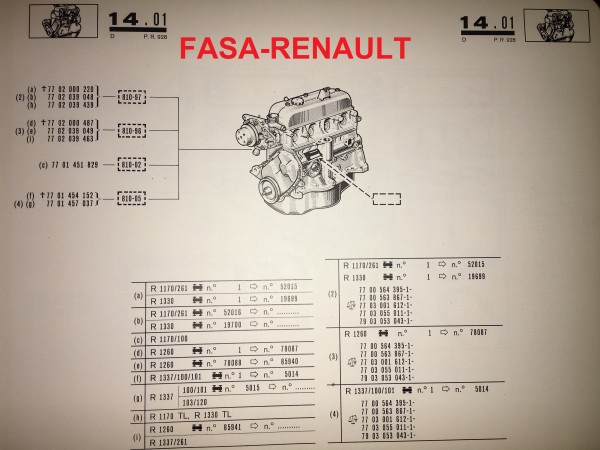 14.01
D P.R. 928
FASA-RENAULT
14.01
D P.R. 928
(a) †77 02 000 220
(2) (b) 77 02 039 048 810-97
(h) 77 02 039 439
(d) †77 02 000 487
(3) (e) 77 02 039 049 810-96
(i) 77 02 039 463
(c) 77 01 451 829 810-02
(f) †77 01 454 152
(4) (g) 77 01 457 037 810-05
(a) R 1170/261 n.º 1 ⇨ n.º 52015
R 1330 n.º 1 ⇨ n.º 19699
(b) R 1170/261 n.º 52016 ⇨ n.º ..........
R 1330 n.º 19700 ⇨ n.º ..........
(c) R 1170/100
(d) R 1260 n.º 1 ⇨ n.º 78087
(e) R 1260 n.º 78088 ⇨ n.º 85940
(f) R 1337/100/101 n.º 1 ⇨ n.º 5014
(g) R 1337 100/101 n.º 5015 ⇨ n.º ..........
103/120
(h) R 1170 TL, R 1330 TL
(i) R 1260 n.º 85941 ⇨ n.º ..........
R 1337/261
(2) R 1170/261 n.º 1 ⇨ n.º 52015
R 1330 n.º 1 ⇨ n.º 19699
77 00 564 395-1-
77 00 563 867-1-
77 03 001 612-1-
77 03 055 011-1-
79 03 053 043-1-
(3) R 1260 n.º 1 ⇨ n.º 78087
77 00 564 395-1-
77 00 563 867-1-
77 03 001 612-1-
77 03 055 011-1-
79 03 053 043-1-
(4) R 1337/100/101 n.º 1 ⇨ n.º 5014
77 00 564 395-1-
77 00 563 867-1-
77 03 001 612-1-
77 03 055 011-1-
79 03 053 043-1-